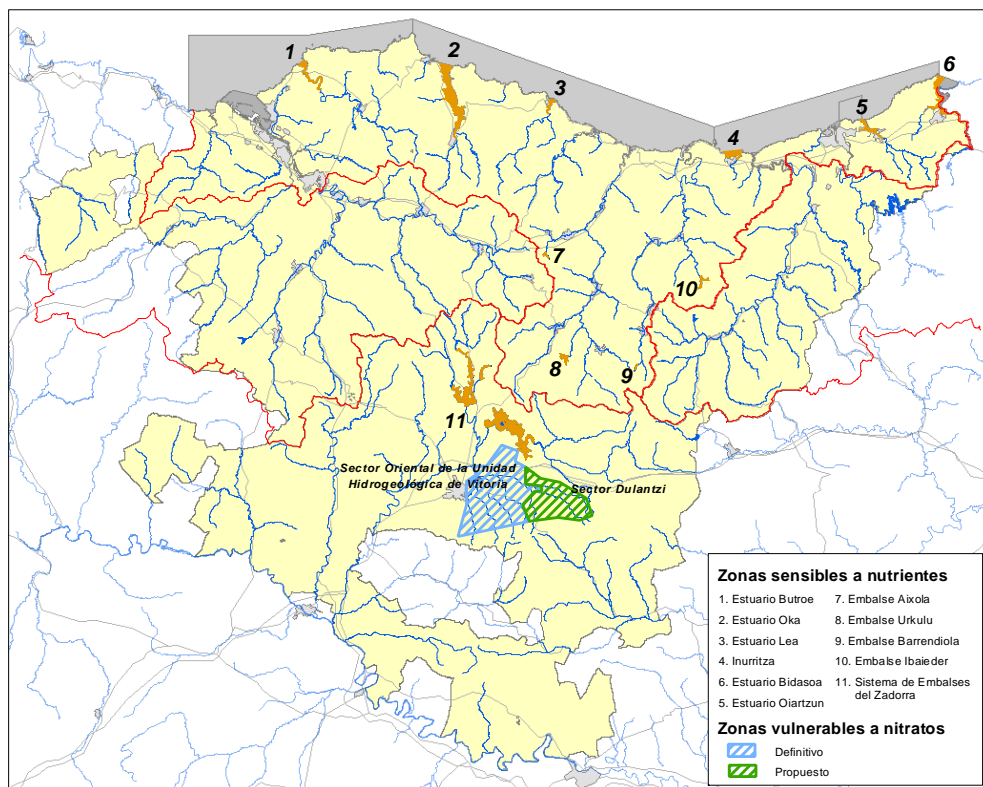 1
2
3
4
5
6
7
8
9
10
11
Sector Oriental de la Unidad
Hidrogeológica de Vitoria
Sector Dulantzi
Zonas sensibles a nutrientes
1. Estuario Butroe
2. Estuario Oka
3. Estuario Lea
4. Inurritza
6. Estuario Bidasoa
5. Estuario Oiartzun
7. Embalse Aixola
8. Embalse Urkulu
9. Embalse Barrendiola
10. Embalse Ibaieder
11. Sistema de Embalses
del Zadorra
Zonas vulnerables a nitratos
Definitivo
Propuesto